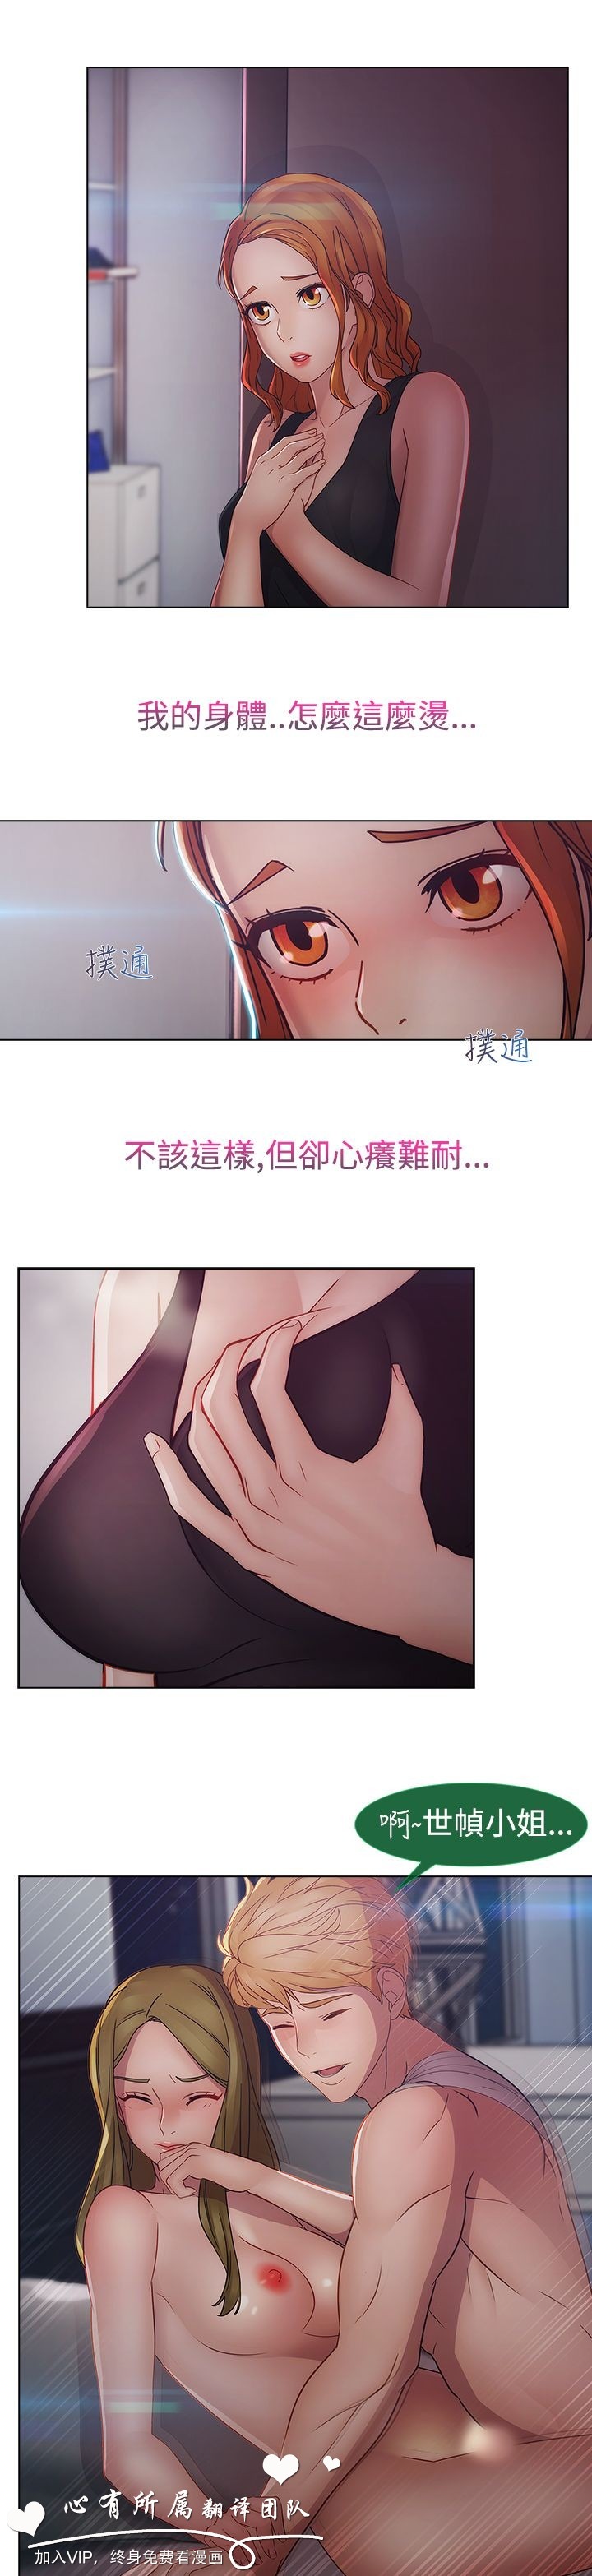 我的身體..怎麼這麼燙...
撲通
撲通
不該這樣,但卻心癢難耐...
啊~世幀小姐...
心有所属翻译团队
加入VIP，终身免费看漫画